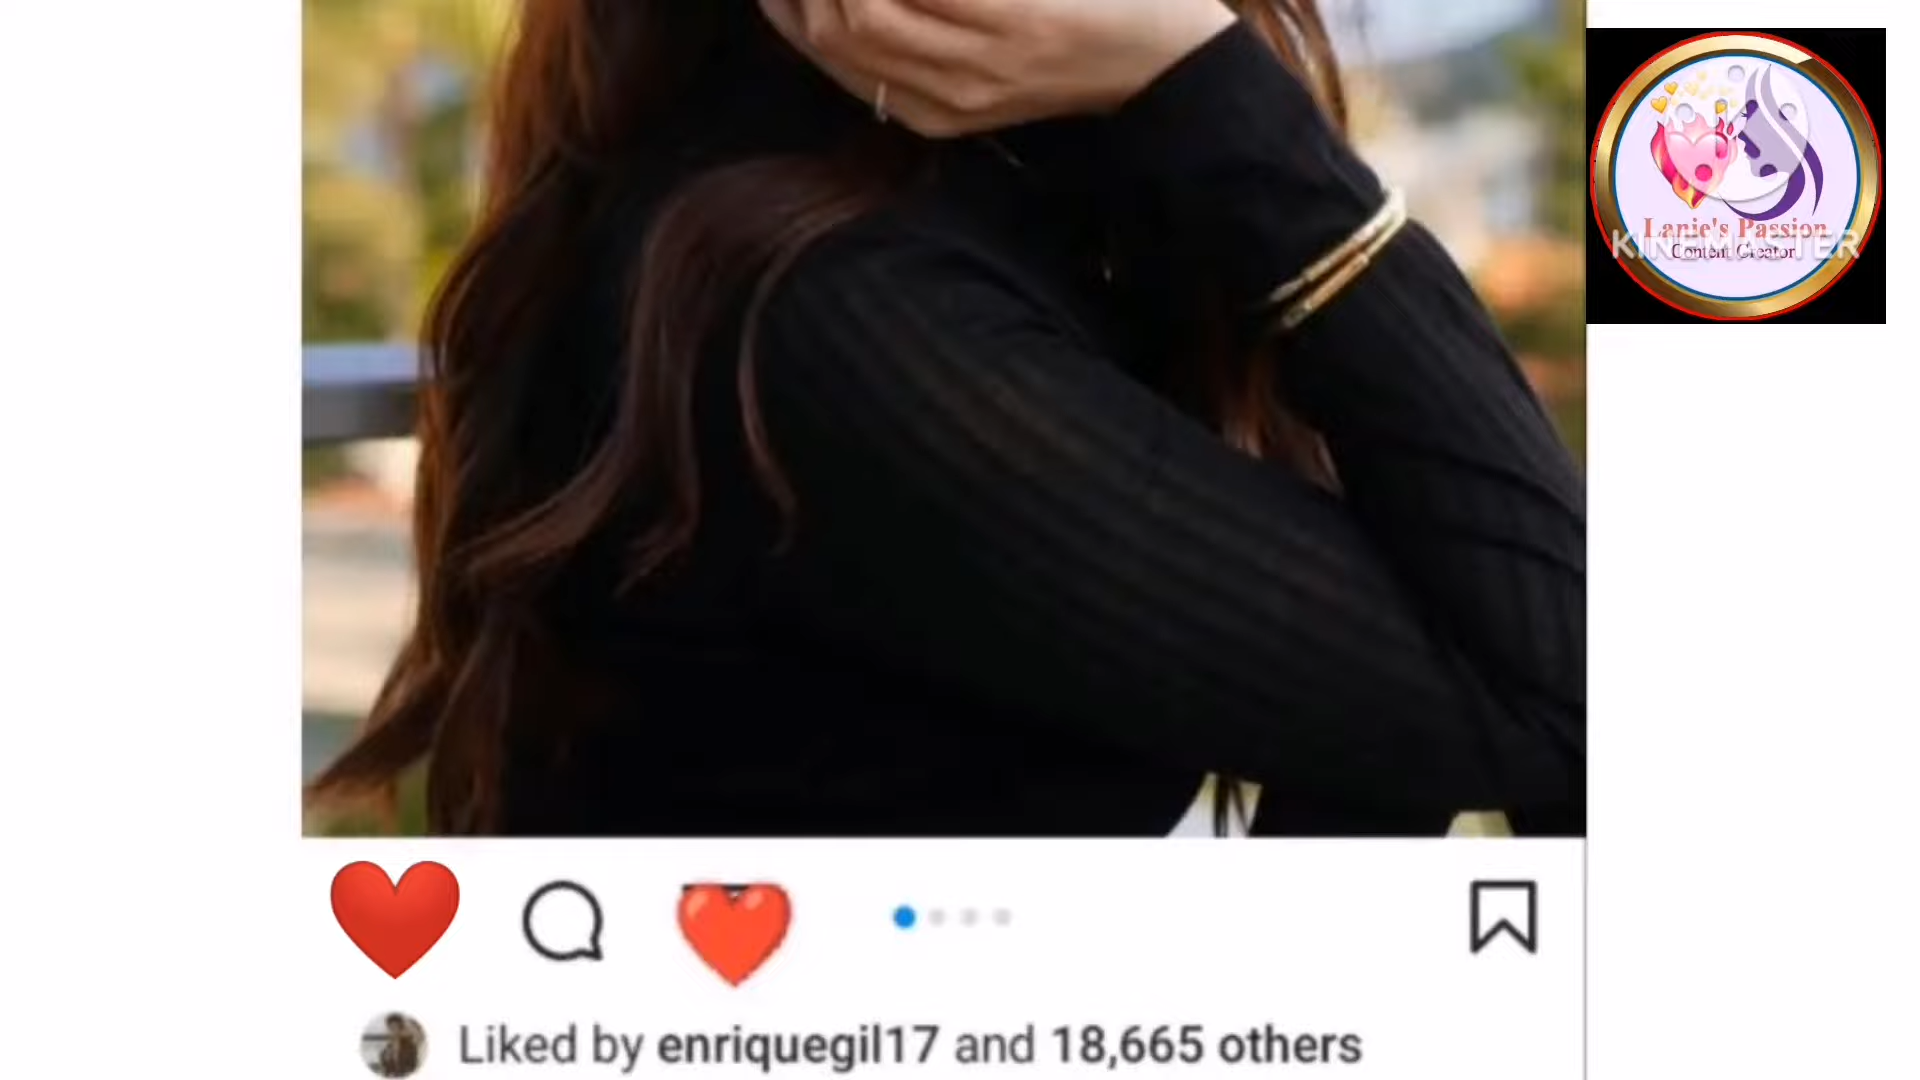 Lanie's Passion
KINEMASTER
Content Creator
Liked by enriquegil17 and 18,665 others